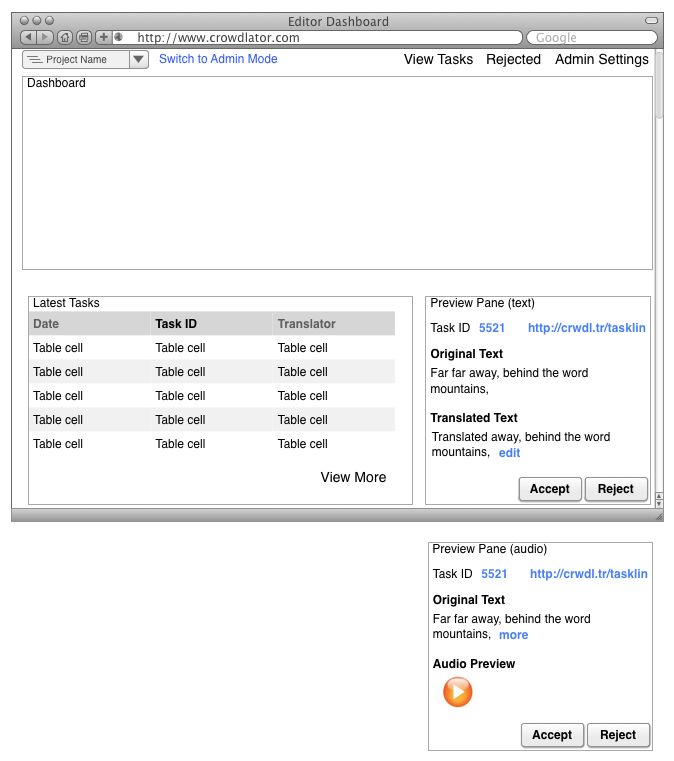 Editor Dashboard
http://www.crowdlator.com
Google
Project Name
Switch to Admin Mode
View Tasks Rejected Admin Settings
Dashboard
Latest Tasks
Date Task ID Translator
Table cell Table cell Table cell
Table cell Table cell Table cell
Table cell Table cell Table cell
Table cell Table cell Table cell
Table cell Table cell Table cell
View More
Preview Pane (text)
Task ID 5521 http://crwdl.tr/tasklin
Original Text
Far far away, behind the word
mountains,
Translated Text
Translated away, behind the word
mountains, edit
Accept Reject
Preview Pane (audio)
Task ID 5521 http://crwdl.tr/tasklin
Original Text
Far far away, behind the word
mountains, more
Audio Preview
Accept Reject